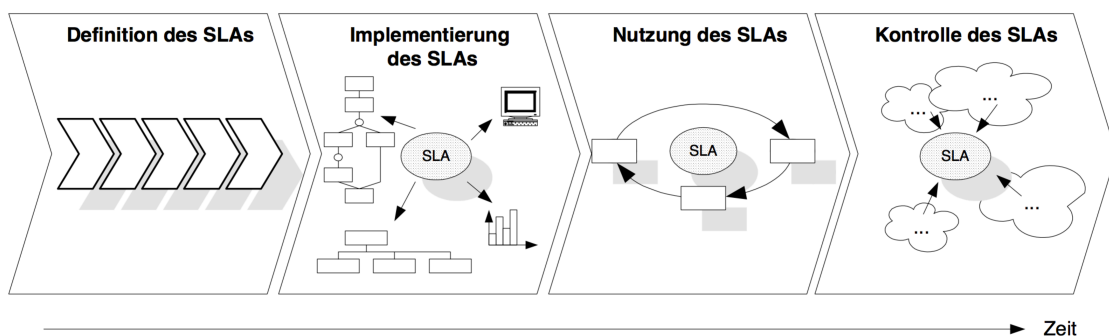 Definition des SLAs
Implementierung
des SLAs
Nutzung des SLAs
Kontrolle des SLAs
SLA
SLA
...
...
SLA
...
...
Zeit